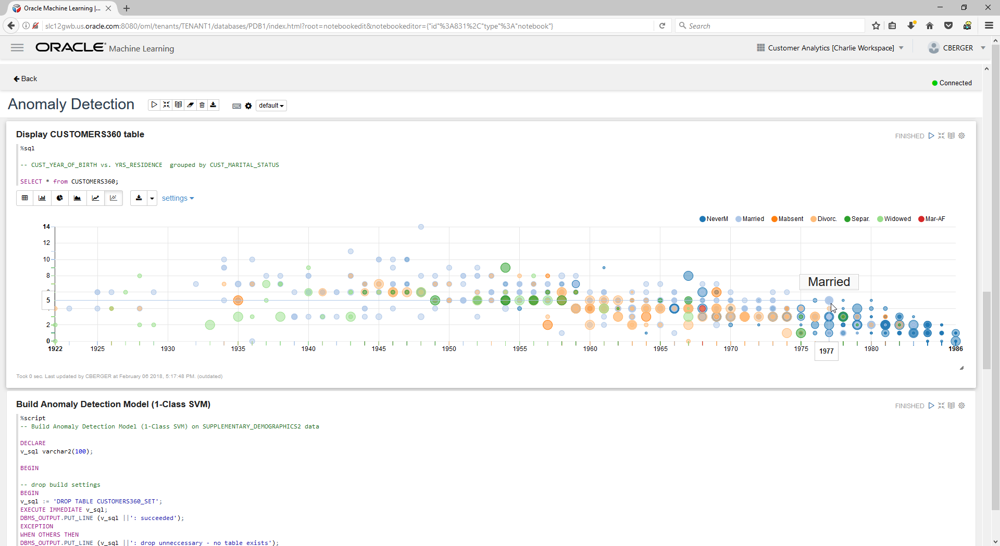 Oracle Machine Learning |...
slc12gwb.us.oracle.com:8080/oml/tenants/TENANT1/databases/PDB1/index.html?root=notebookedit&notebookeditor={"id"%3A831%2C"type"%3A"notebook"}
Search
ORACLE Machine Learning
Customer Analytics [Charlie Workspace]
CBERGER
Back
Connected
Anomaly Detection
default
Display CUSTOMERS360 table
FINISHED
%sql
-- CUST_YEAR_OF_BIRTH vs. YRS_RESIDENCE  grouped by CUST_MARITAL_STATUS
SELECT * from CUSTOMERS360;
settings
NeverM Married Mabsent Divorc. Separ. Widowed Mar-AF
14
12
10
8
Married
5
2
0
1922 1925 1930 1935 1940 1945 1950 1955 1960 1965 1970 1975 1977 1980 1986
Took 0 sec. Last updated by CBERGER at February 06 2018, 5:17:48 PM. (outdated)
Build Anomaly Detection Model (1-Class SVM)
FINISHED
%script
-- Build Anomaly Detection Model (1-Class SVM) on SUPPLEMENTARY_DEMOGRAPHICS2 data
DECLARE
v_sql varchar2(100);
BEGIN
-- drop build settings
BEGIN
v_sql := 'DROP TABLE CUSTOMERS360_SET';
EXECUTE IMMEDIATE v_sql;
DBMS_OUTPUT.PUT_LINE (v_sql ||': succeeded');
EXCEPTION
WHEN OTHERS THEN
DBMS_OUTPUT.PUT_LINE (v_sql ||': drop unneccessary - no table exists');